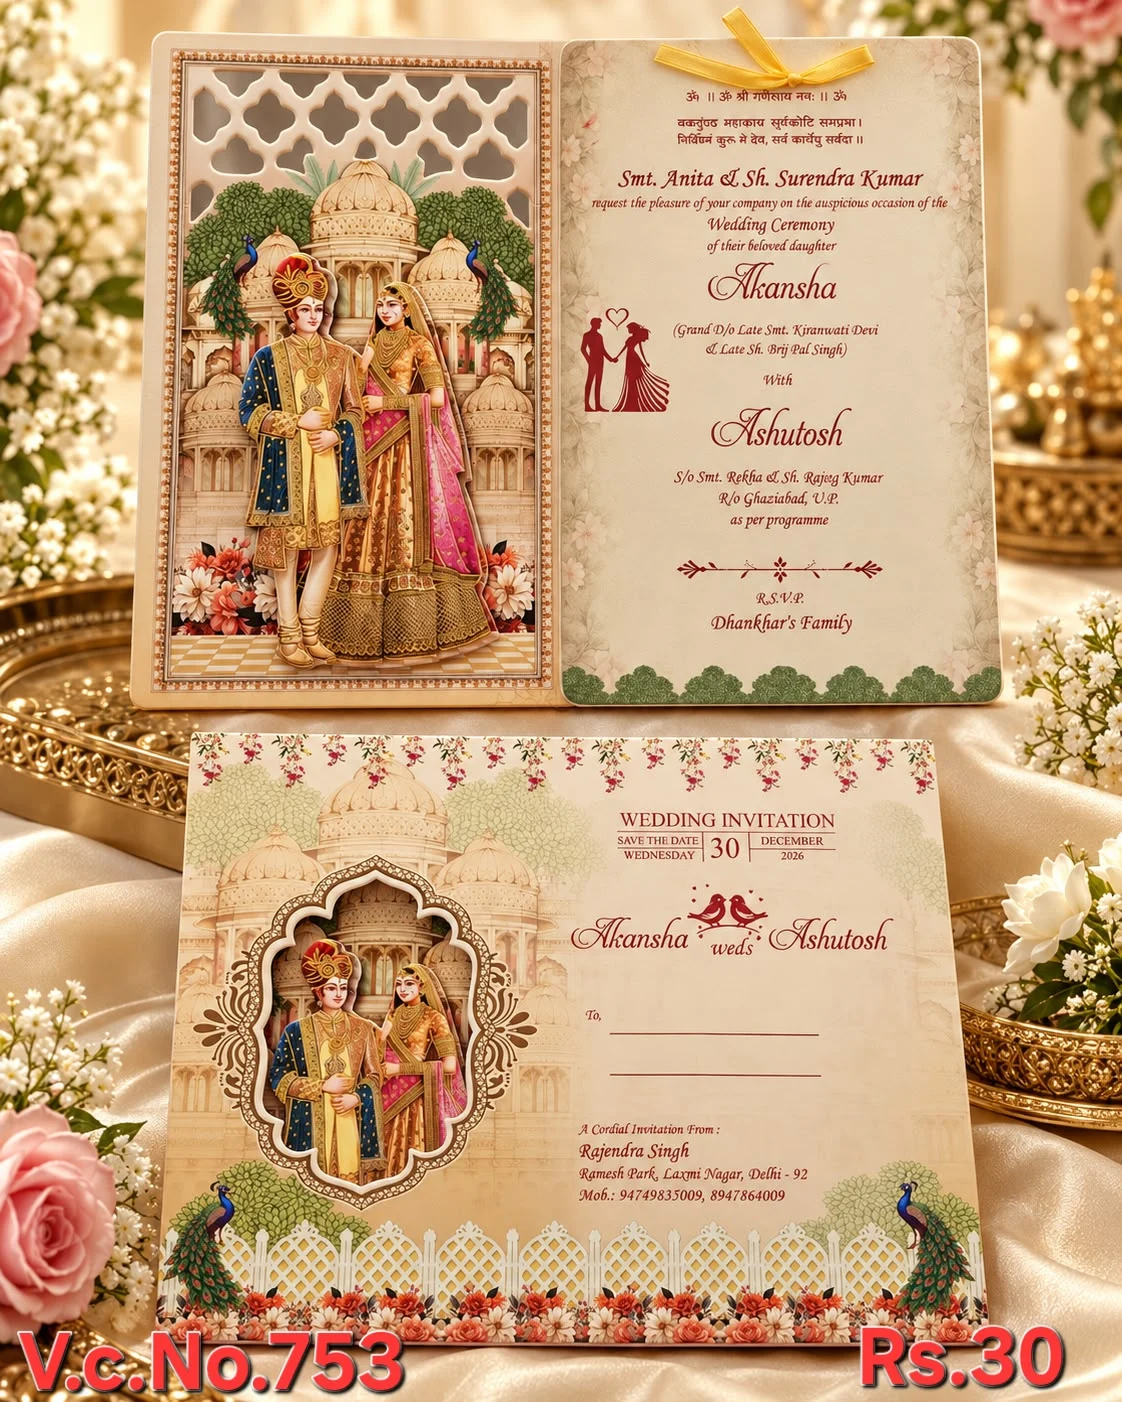 ॐ || ॐ श्री गणेशाय नवः || ॐ
वक्रतुण्ठ महाकाय सूर्यकोटि समप्रभा।
निर्विघ्नं कुरू मे देव, सर्व कार्येषु सर्वदा।।
Smt. Anita & Sh. Surendra Kumar
request the pleasure of your company on the auspicious occasion of the
Wedding Ceremony
of their beloved daughter
Akansha
(Grand D/o Late Smt. Kiranwati Devi
& Late Sh. Brij Pal Singh)
With
Ashutosh
S/o Smt. Rekha & Sh. Rajeeg Kumar
R/o Ghaziabad, U.P.
as per programme
R.S.V.P.
Dhankhar's Family
WEDDING INVITATION
SAVE THE DATE
WEDNESDAY
30
DECEMBER
2026
Akansha weds Ashutosh
To,
A Cordial Invitation From :
Rajendra Singh
Ramesh Park, Laxmi Nagar, Delhi - 92
Mob.: 94749835009, 8947864009
V.c.No.753
Rs.30